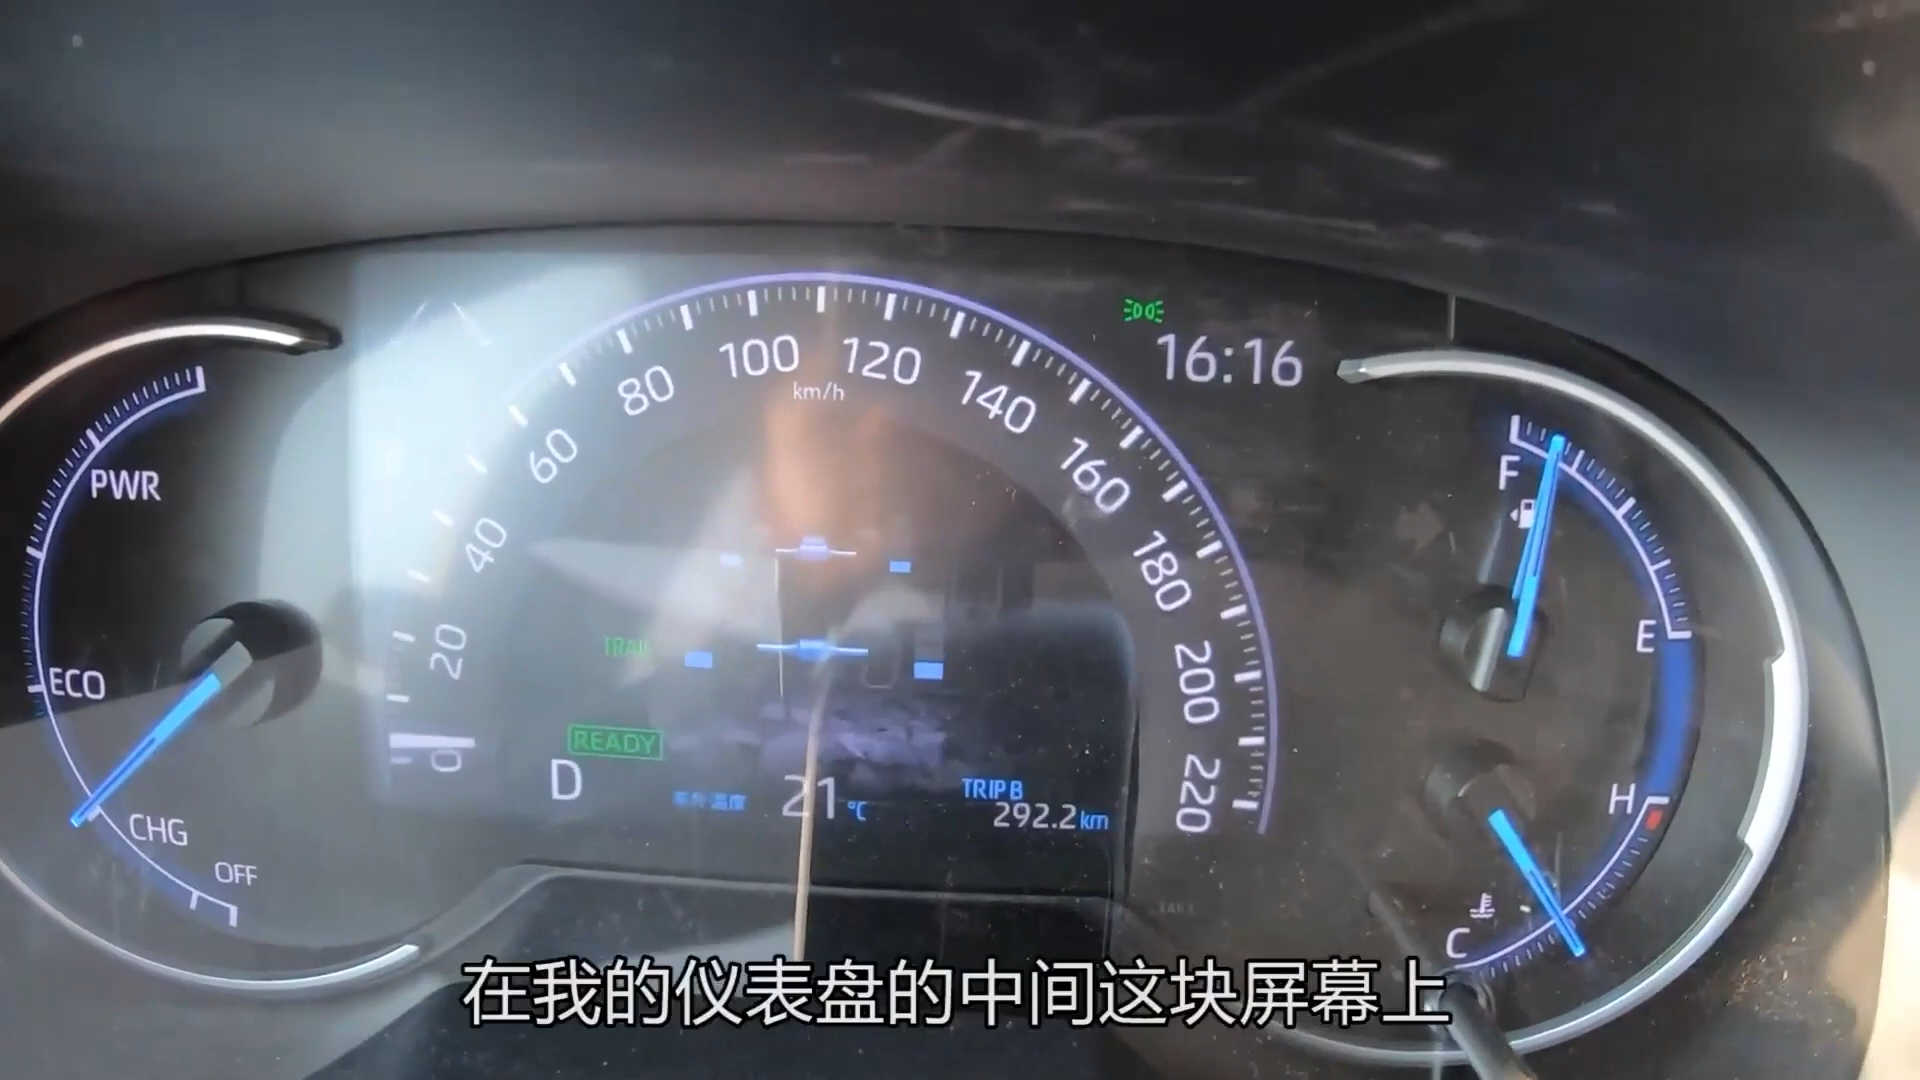 PWR
ECO
CHG
OFF
0
20
40
60
80
100
120
140
160
180
200
220
km/h
16:16
TRAIL
READY
D
车外温度
21°C
TRIP B
292.2km
F
E
H
C
在我的仪表盘的中间这块屏幕上